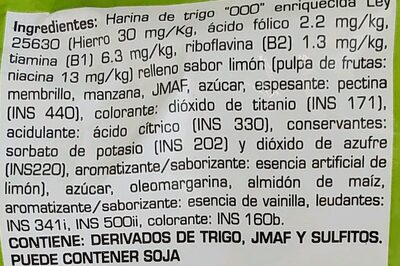 Ingredientes: Harina de trigo "000" enriquecida Ley
25630 (Hierro 30 mg/Kg, ácido fólico 2.2 mg/kg,
tiamina (B1) 6.3 mg/kg, riboflavina (B2) 1.3 mg/kg,
niacina 13 mg/kg) relleno sabor limón (pulpa de frutas:
membrillo, manzana, JMAF, azúcar, espesante: pectina
(INS 440), colorante: dióxido de titanio (INS 171),
acidulante: ácido cítrico (INS 330), conservantes:
sorbato de potasio (INS 202) y dióxido de azufre
(INS220), aromatizante/saborizante: esencia artificial de
limón), azúcar, oleomargarina, almidón de maíz,
aromatizante/saborizante: esencia de vainilla, leudantes:
INS 341i, INS 500ii, colorante: INS 160b.
CONTIENE: DERIVADOS DE TRIGO, JMAF Y SULFITOS.
PUEDE CONTENER SOJA